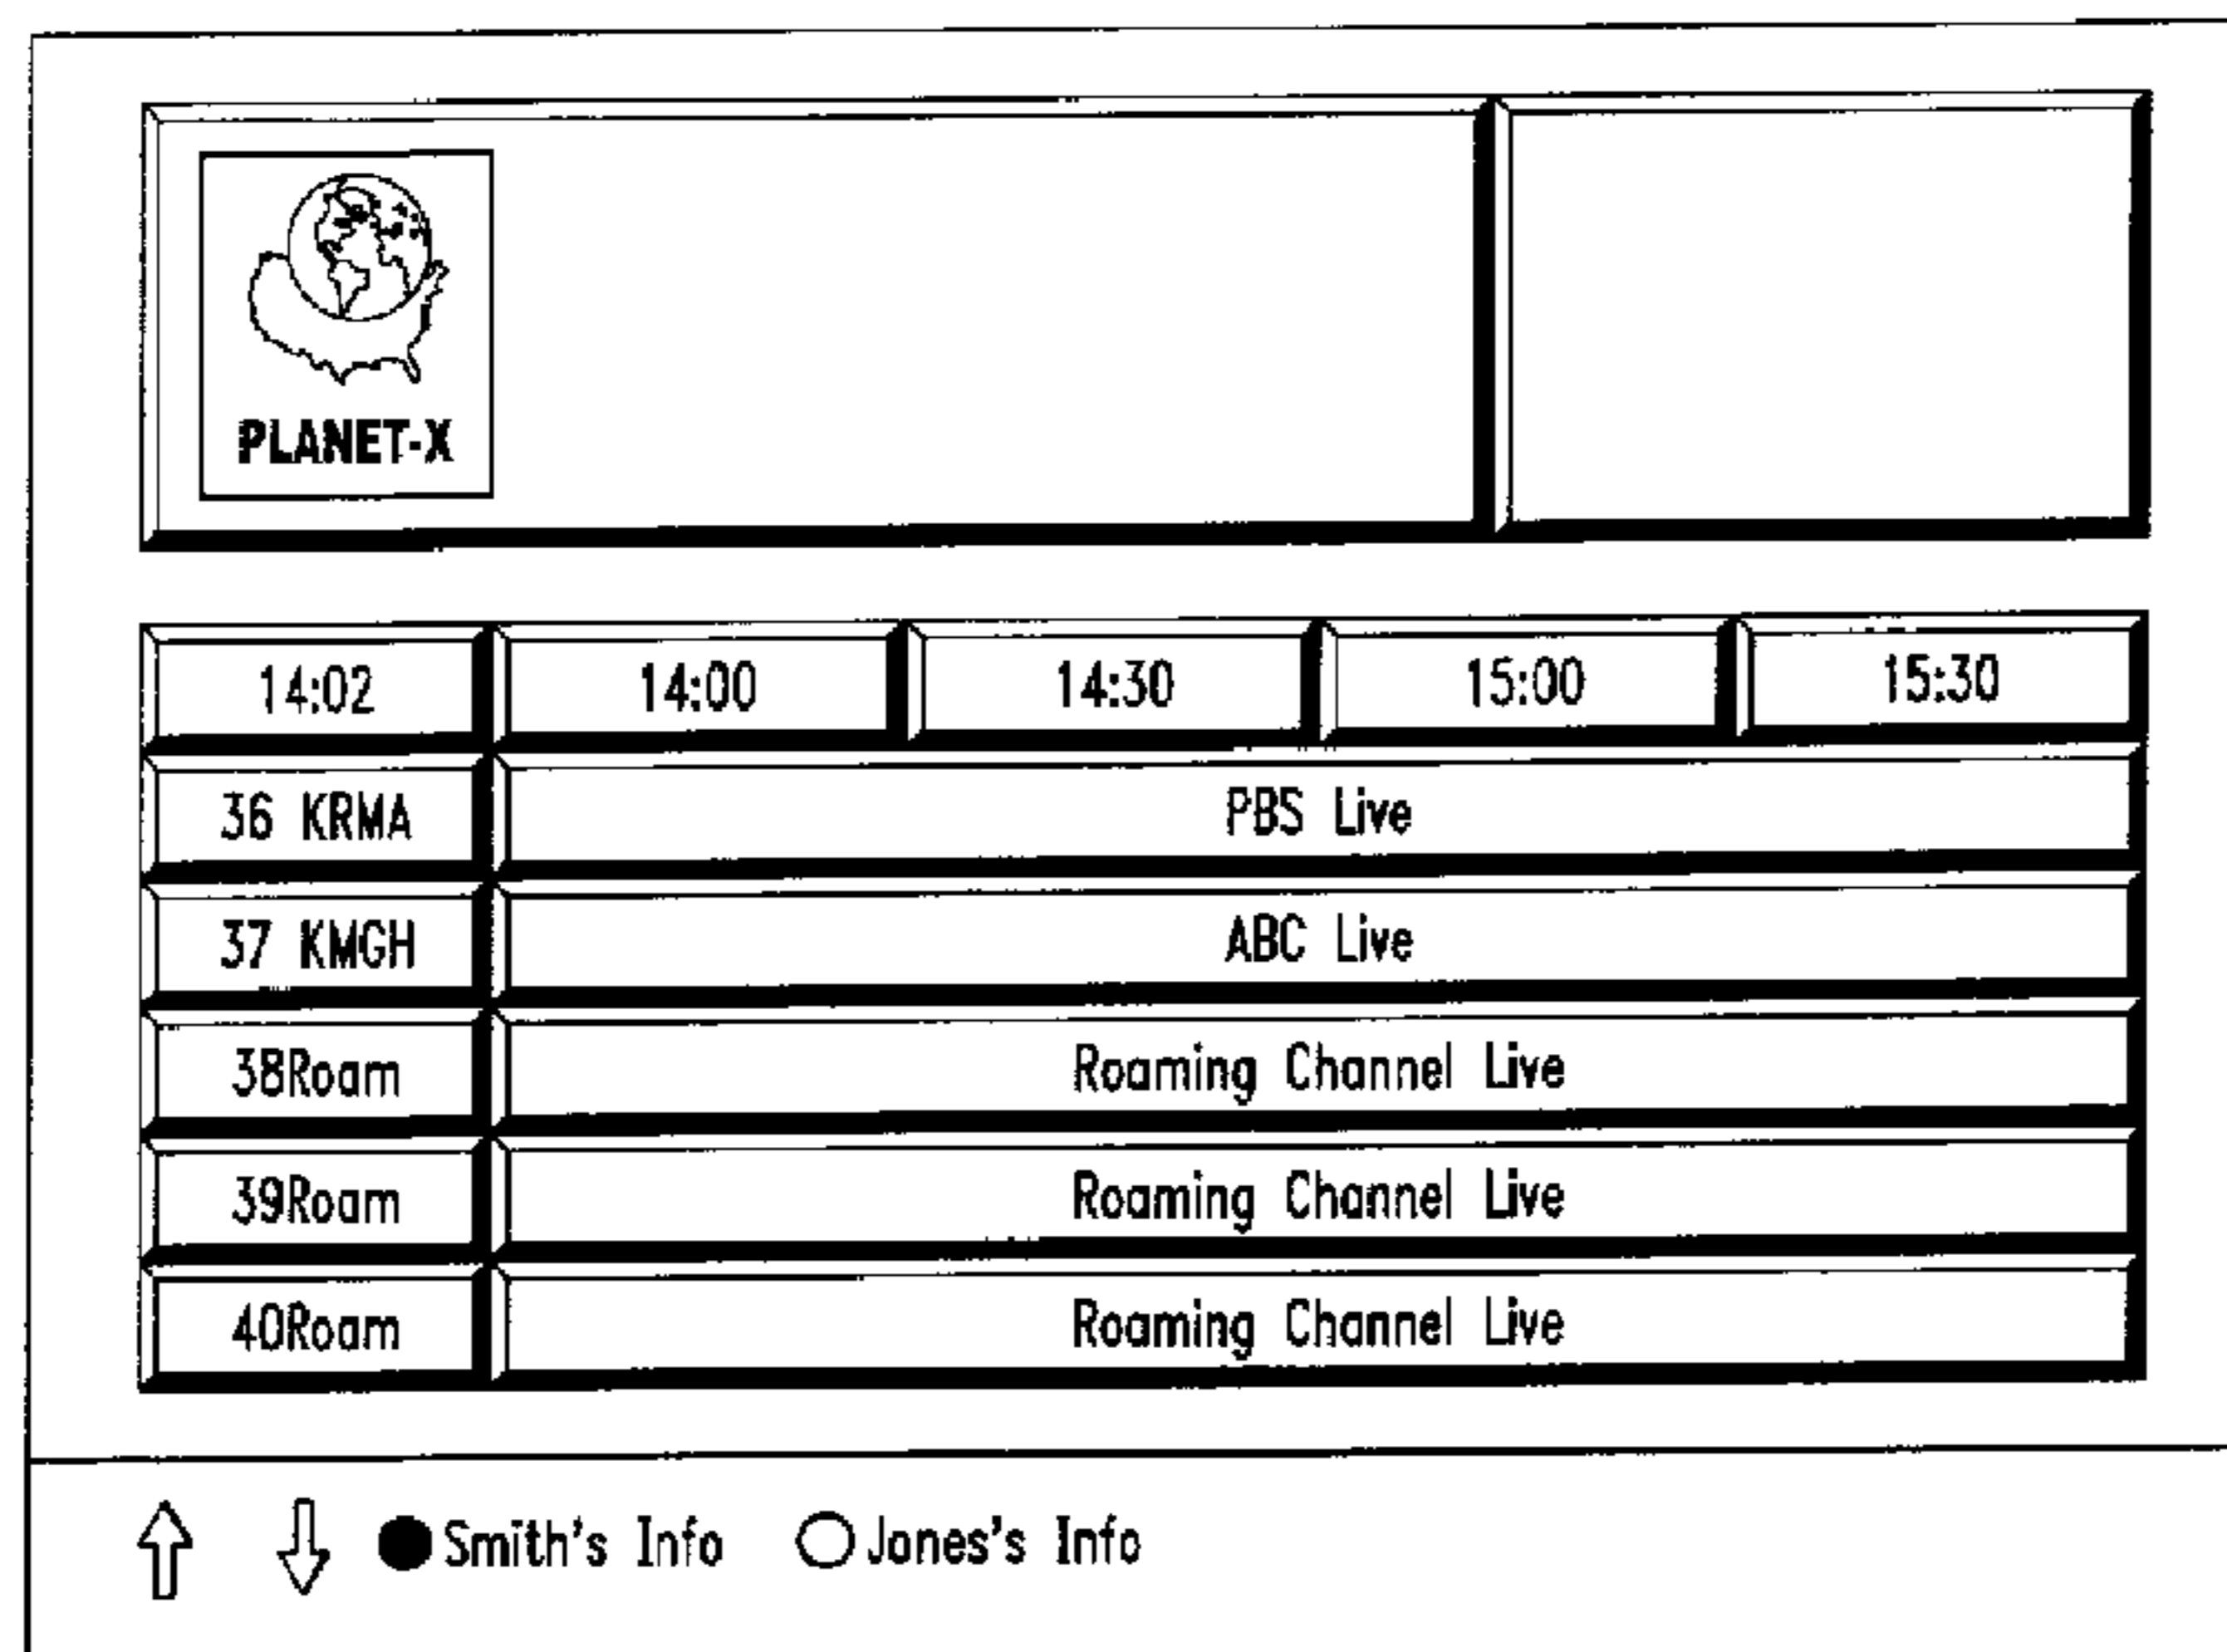 PLANET-X
14:02 14:00 14:30 15:00 15:30
36 KRMA PBS Live
37 KMGH ABC Live
38Roam Roaming Channel Live
39Roam Roaming Channel Live
40Roam Roaming Channel Live
Smith's Info Jones's Info